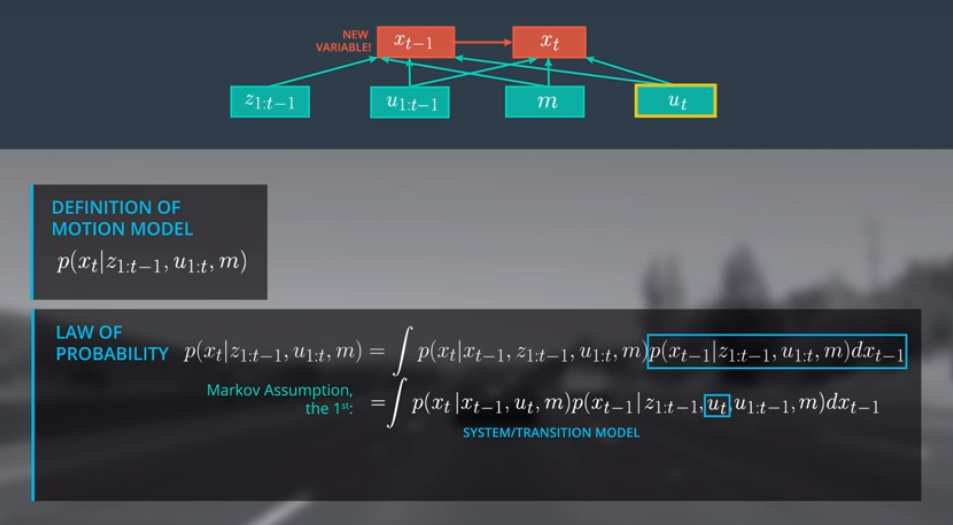 NEW
VARIABLE!
x_{t-1}
x_t
z_{1:t-1}
u_{1:t-1}
m
u_t
DEFINITION OF
MOTION MODEL
p(x_t|z_{1:t-1}, u_{1:t}, m)
LAW OF
PROBABILITY
p(x_t|z_{1:t-1}, u_{1:t}, m) = ∫ p(x_t|x_{t-1}, z_{1:t-1}, u_{1:t}, m)p(x_{t-1}|z_{1:t-1}, u_{1:t}, m)dx_{t-1}
Markov Assumption,
the 1st:
= ∫ p(x_t|x_{t-1}, u_t, m)p(x_{t-1}|z_{1:t-1}, u_t, u_{1:t-1}, m)dx_{t-1}
SYSTEM/TRANSITION MODEL